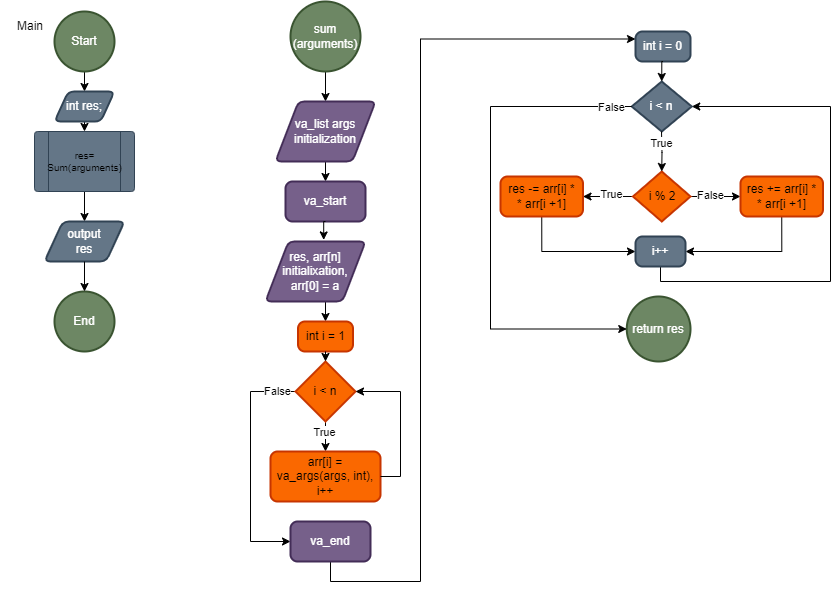 Main
Start
int res;
res=
Sum(arguments)
output
res
End
sum
(arguments)
va_list args
initialization
va_start
res, arr[n]
initialixation,
arr[0] = a
int i = 1
i < n
False
True
arr[i] =
va_args(args, int),
i++
va_end
int i = 0
i < n
False
True
i % 2
True
False
res -= arr[i] *
* arr[i +1]
res += arr[i] *
* arr[i +1]
i++
return res